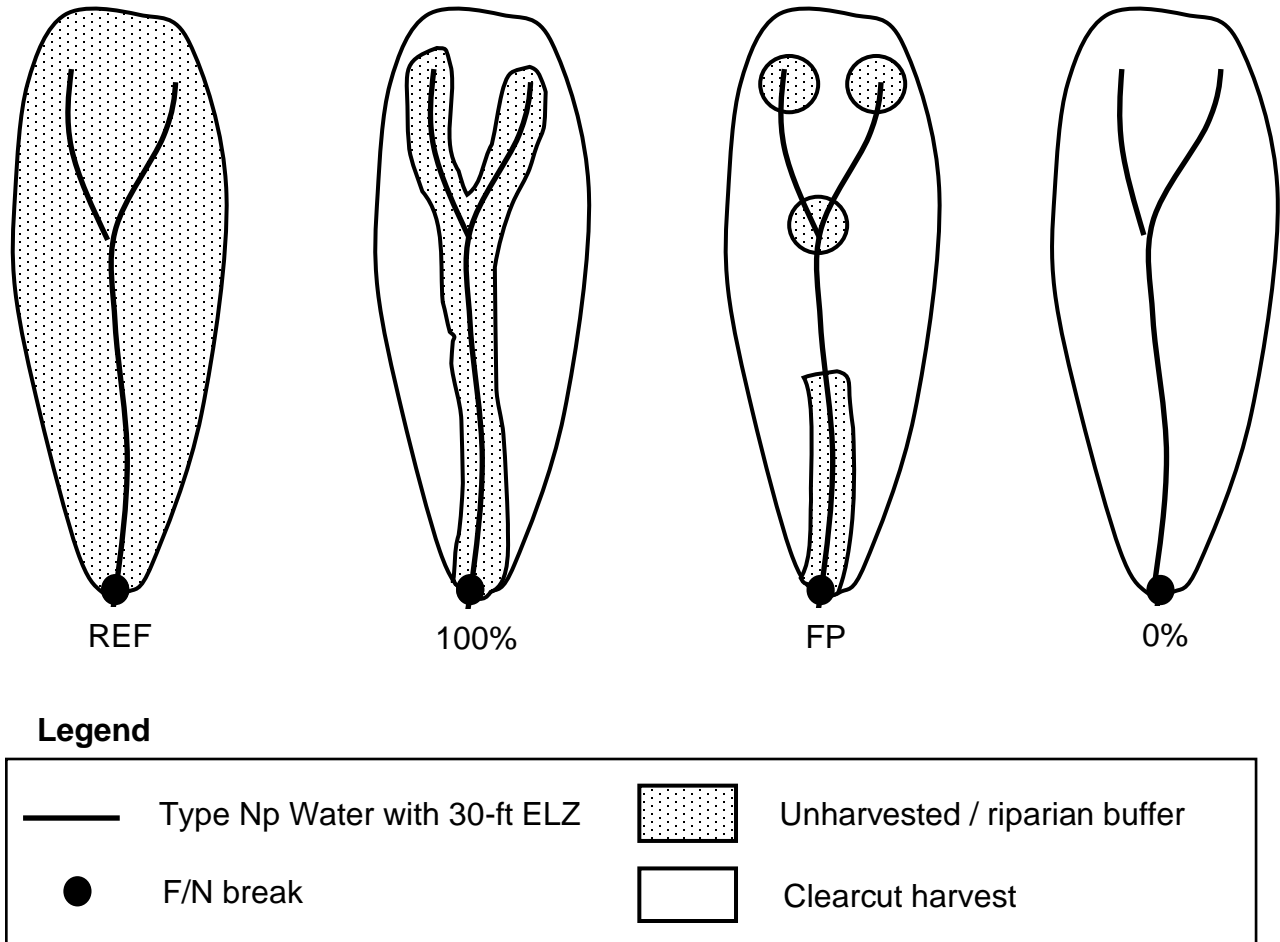 REF
100%
FP
0%
Legend
Type Np Water with 30-ft ELZ
Unharvested / riparian buffer
F/N break
Clearcut harvest